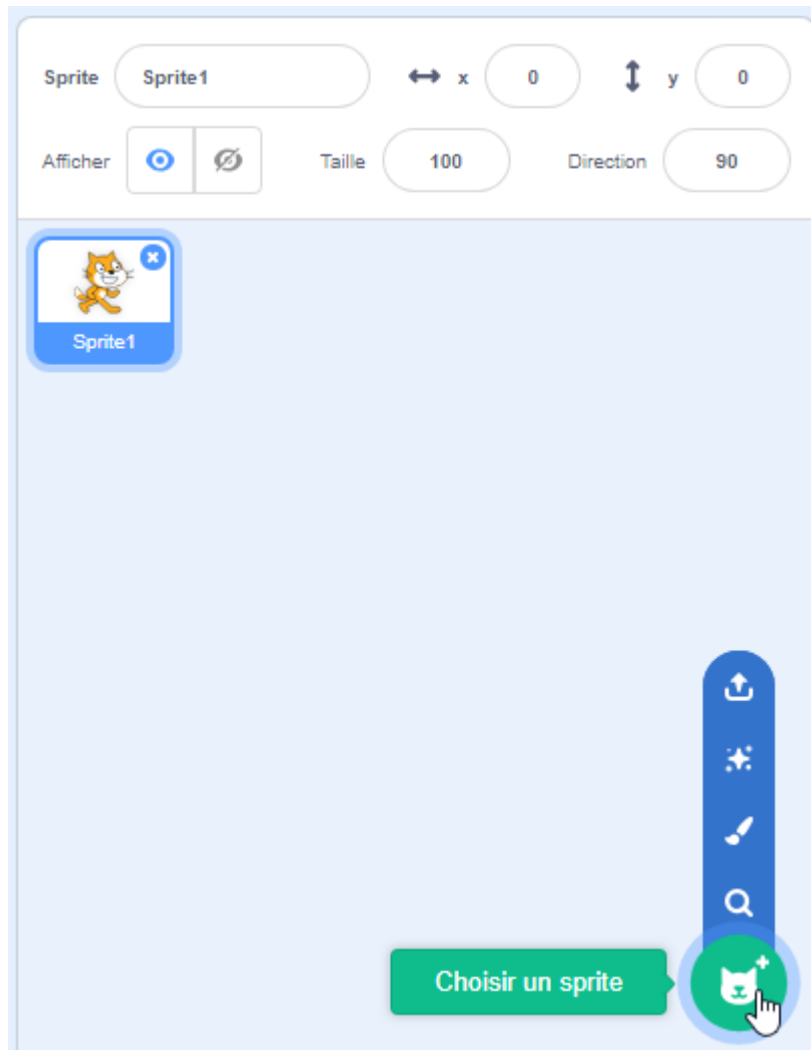 Sprite Sprite1 x 0 y 0
Afficher Taille 100 Direction 90
Sprite1
Choisir un sprite